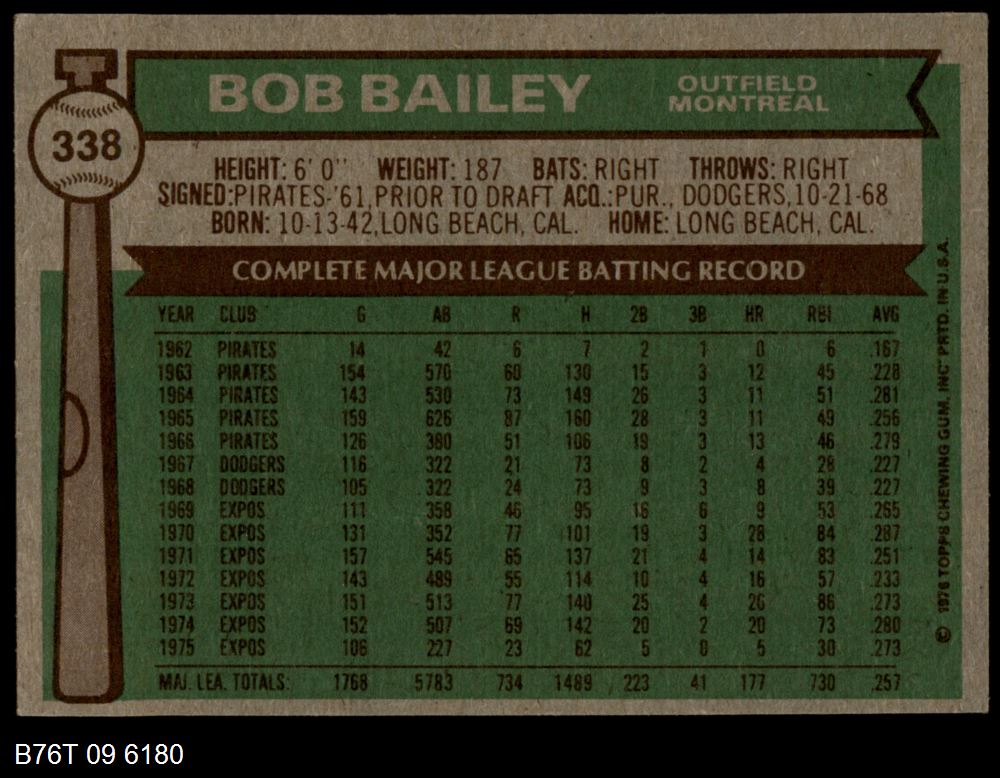 338
BOB BAILEY
OUTFIELD
MONTREAL
HEIGHT: 6' 0" WEIGHT: 187 BATS: RIGHT THROWS: RIGHT
SIGNED:PIRATES-'61,PRIOR TO DRAFT ACQ.:PUR., DODGERS,10-21-68
BORN: 10-13-42,LONG BEACH, CAL. HOME: LONG BEACH, CAL.
COMPLETE MAJOR LEAGUE BATTING RECORD
YEAR CLUB G AB R H 2B 3B HR RBI AVG
1962 PIRATES 14 42 6 7 2 1 0 6 .167
1963 PIRATES 154 570 60 130 15 3 12 45 .228
1964 PIRATES 143 530 73 149 26 3 11 51 .281
1965 PIRATES 159 626 87 160 28 3 11 49 .256
1966 PIRATES 126 380 51 106 19 3 13 46 .279
1967 DODGERS 116 322 21 73 8 2 4 28 .227
1968 DODGERS 105 322 24 73 9 3 8 39 .227
1969 EXPOS 111 358 46 95 16 6 9 53 .265
1970 EXPOS 131 352 77 101 19 3 28 84 .287
1971 EXPOS 157 545 65 137 21 4 14 83 .251
1972 EXPOS 143 489 55 114 10 4 16 57 .233
1973 EXPOS 151 513 77 140 25 4 26 86 .273
1974 EXPOS 152 507 69 142 20 2 20 73 .280
1975 EXPOS 106 227 23 62 5 0 5 30 .273
MAJ. LEA. TOTALS: 1768 5783 734 1489 223 41 177 730 .257
© 1976 TOPPS CHEWING GUM, INC. PRTD. IN U.S.A.
B76T 09 6180